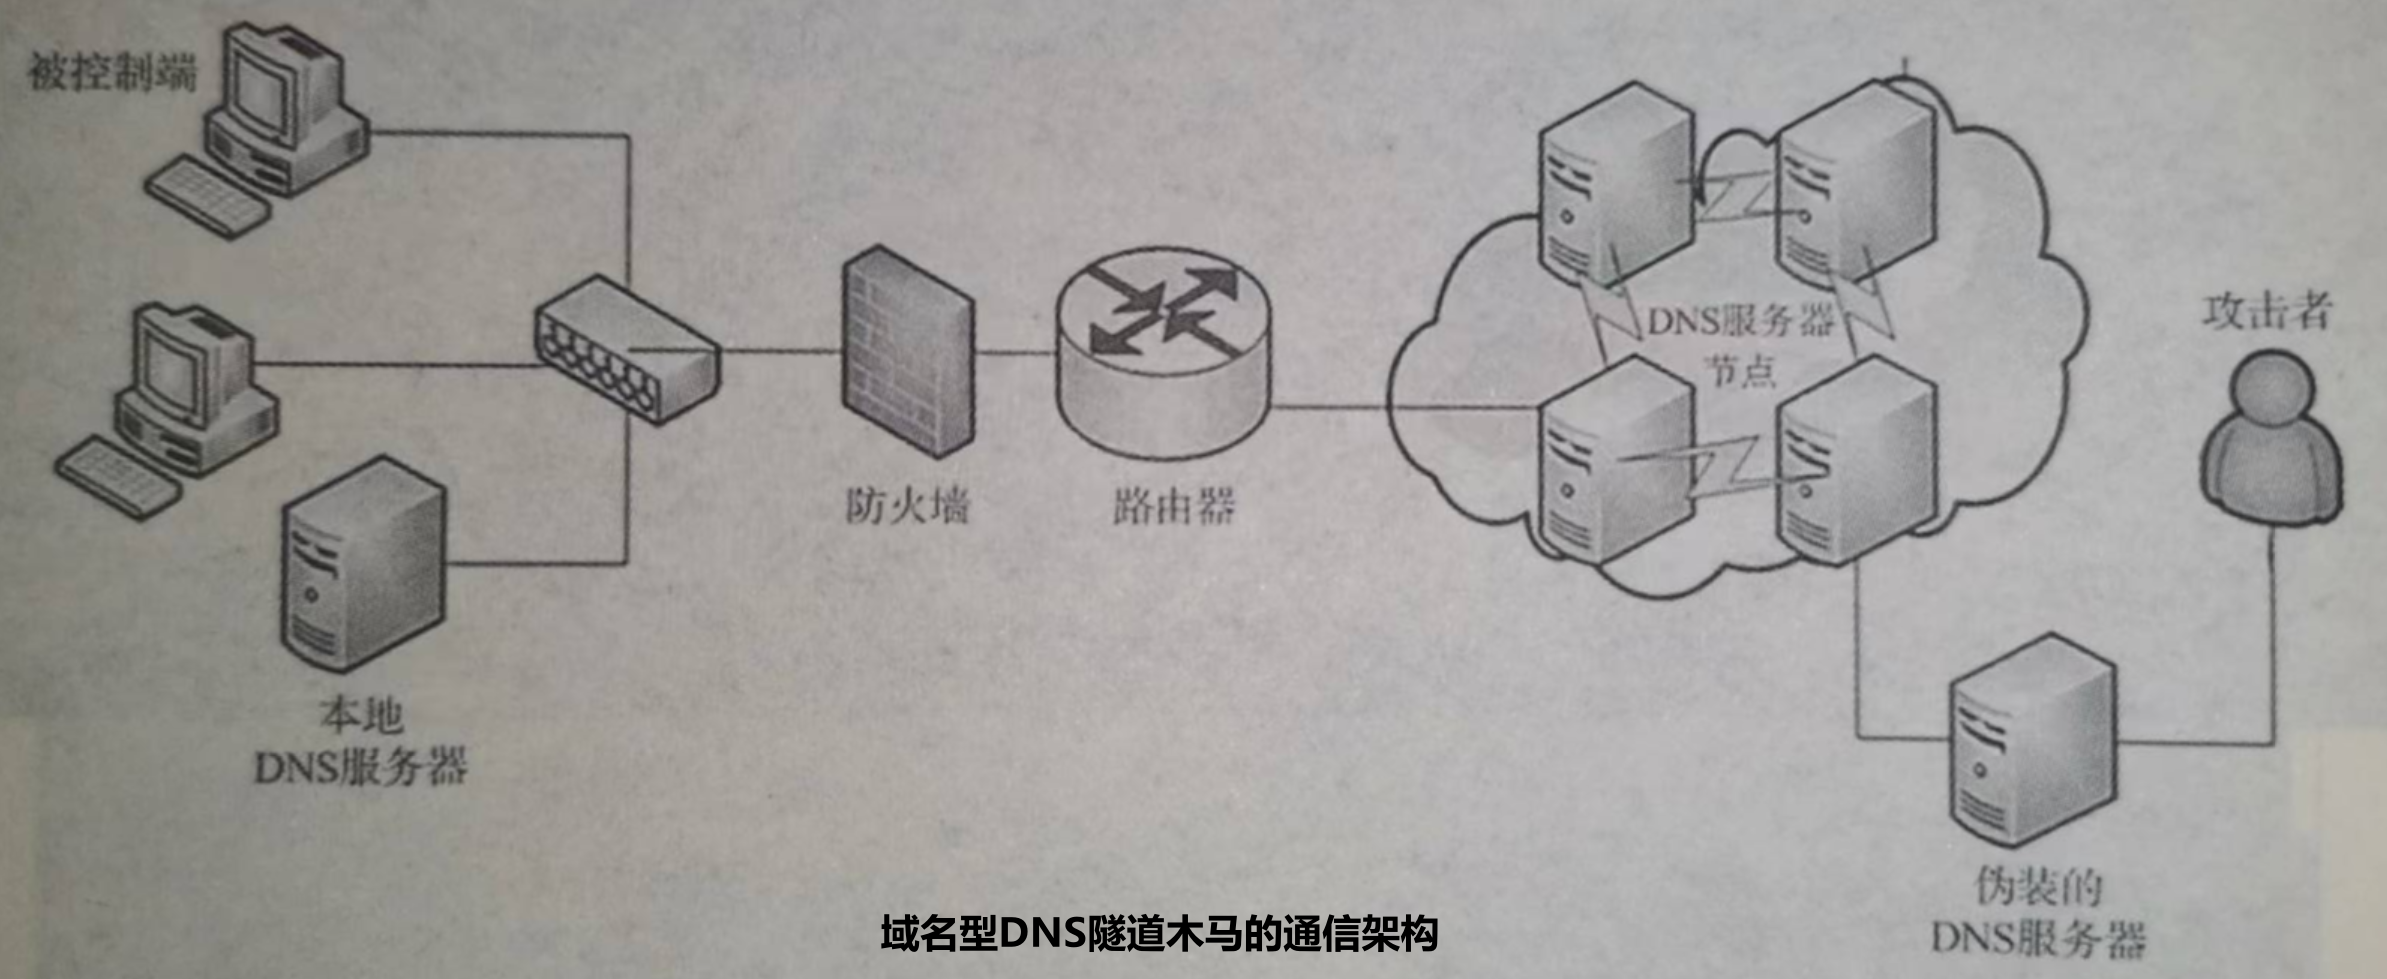 被控制端
本地
DNS服务器
防火墙
路由器
DNS服务器
节点
攻击者
伪装的
DNS服务器
域名型DNS隧道木马的通信架构